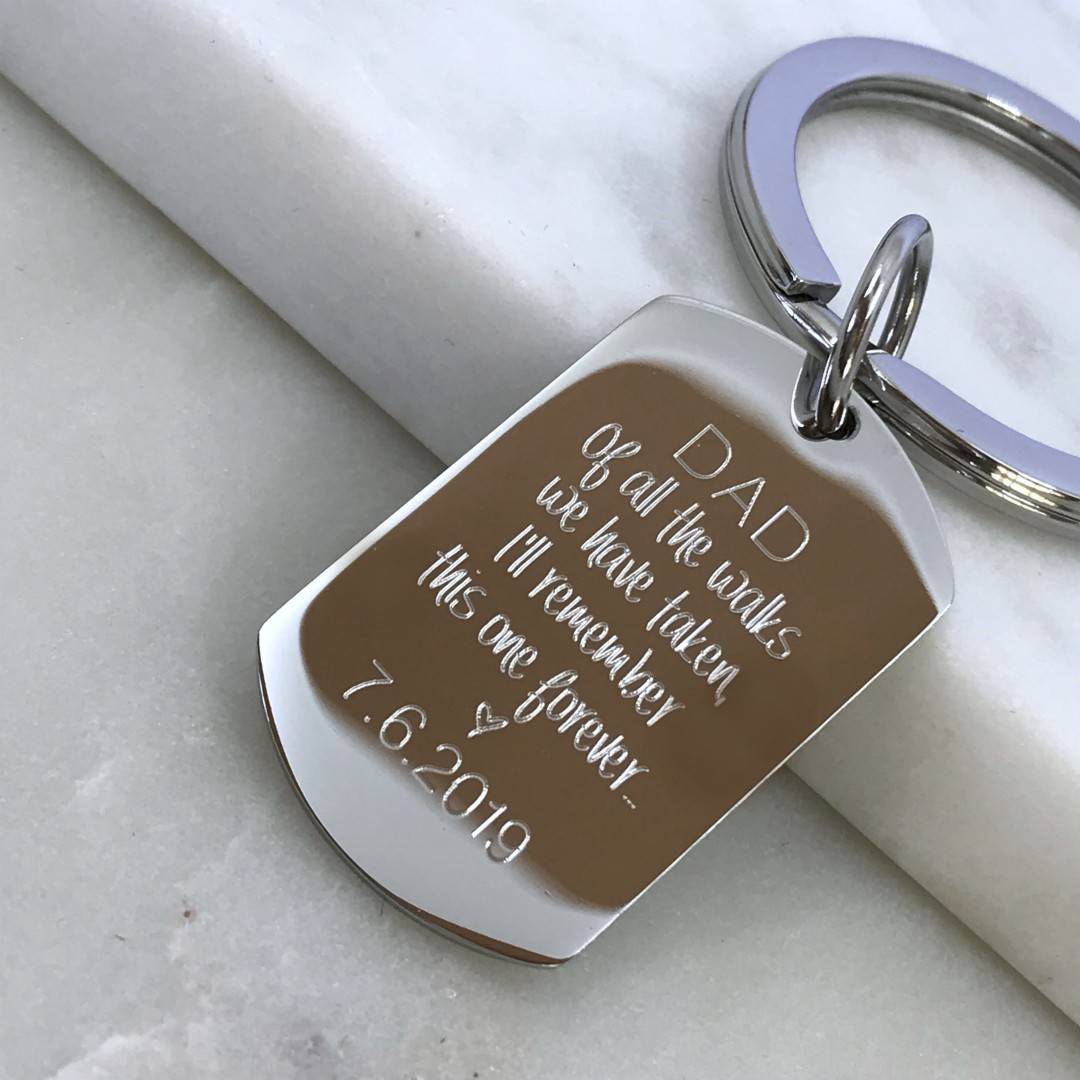 DAD
Of all the walks
we have taken,
I'll remember
this one forever...
♡
7.6.2019